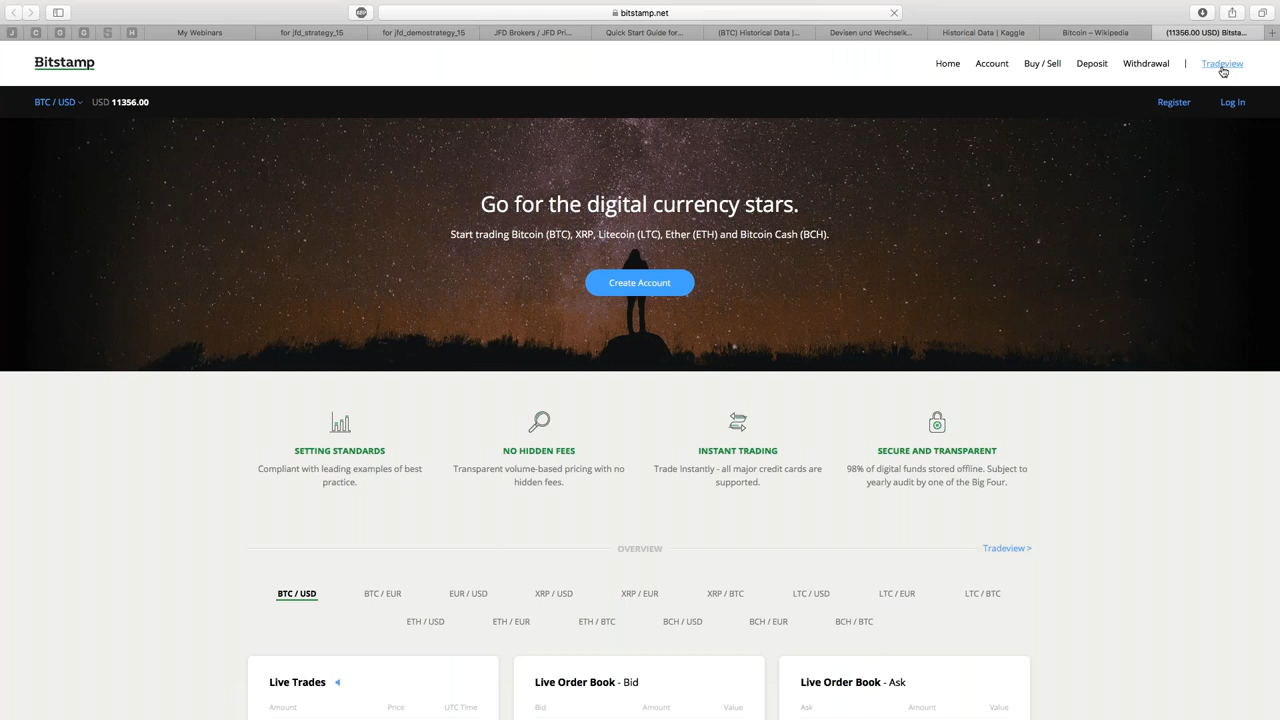 bitstamp.net
J C O O S H My Webinars for jfd_strategy_15 for jfd_demostrategy_15 JFD Brokers / JFD Pri... Quick Start Guide for... (BTC) Historical Data |... Devisen und Wechselk... Historical Data | Kaggle Bitcoin – Wikipedia (11356.00 USD) Bitsta...
Bitstamp Home Account Buy / Sell Deposit Withdrawal | Tradeview
BTC / USD USD 11356.00 Register Log In
Go for the digital currency stars.
Start trading Bitcoin (BTC), XRP, Litecoin (LTC), Ether (ETH) and Bitcoin Cash (BCH).
Create Account
SETTING STANDARDS NO HIDDEN FEES INSTANT TRADING SECURE AND TRANSPARENT
Compliant with leading examples of best Transparent volume-based pricing with no Trade Instantly - all major credit cards are 98% of digital funds stored offline. Subject to
practice. hidden fees. supported. yearly audit by one of the Big Four.
OVERVIEW Tradeview >
BTC / USD BTC / EUR EUR / USD XRP / USD XRP / EUR XRP / BTC LTC / USD LTC / EUR LTC / BTC
ETH / USD ETH / EUR ETH / BTC BCH / USD BCH / EUR BCH / BTC
Live Trades Live Order Book - Bid Live Order Book - Ask
Amount Price UTC Time Bid Amount Value Ask Amount Value